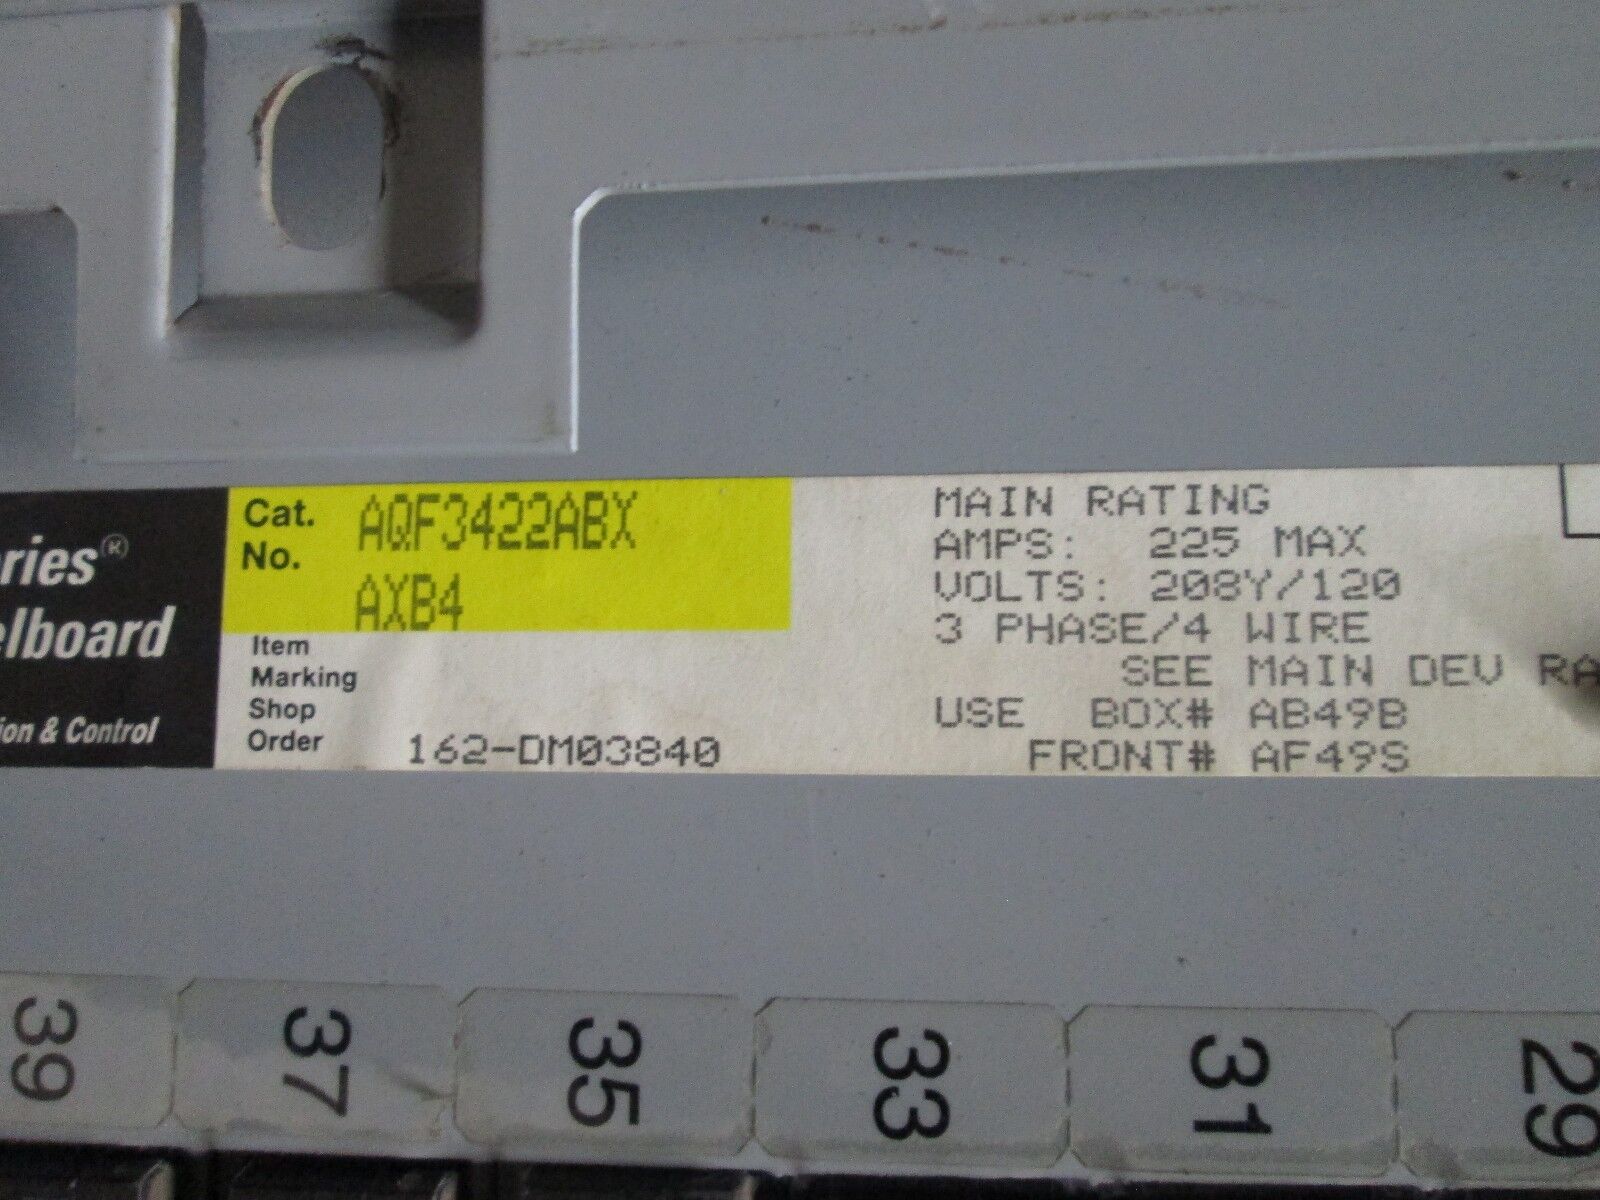 ries®
elboard
ion & Control
Cat. No. AQF3422ABX
AXB4
Item
Marking
Shop
Order 162-DM03840
MAIN RATING
AMPS: 225 MAX
VOLTS: 208Y/120
3 PHASE/4 WIRE
SEE MAIN DEV RA
USE BOX# AB49B
FRONT# AF49S
39 37 35 33 31 29